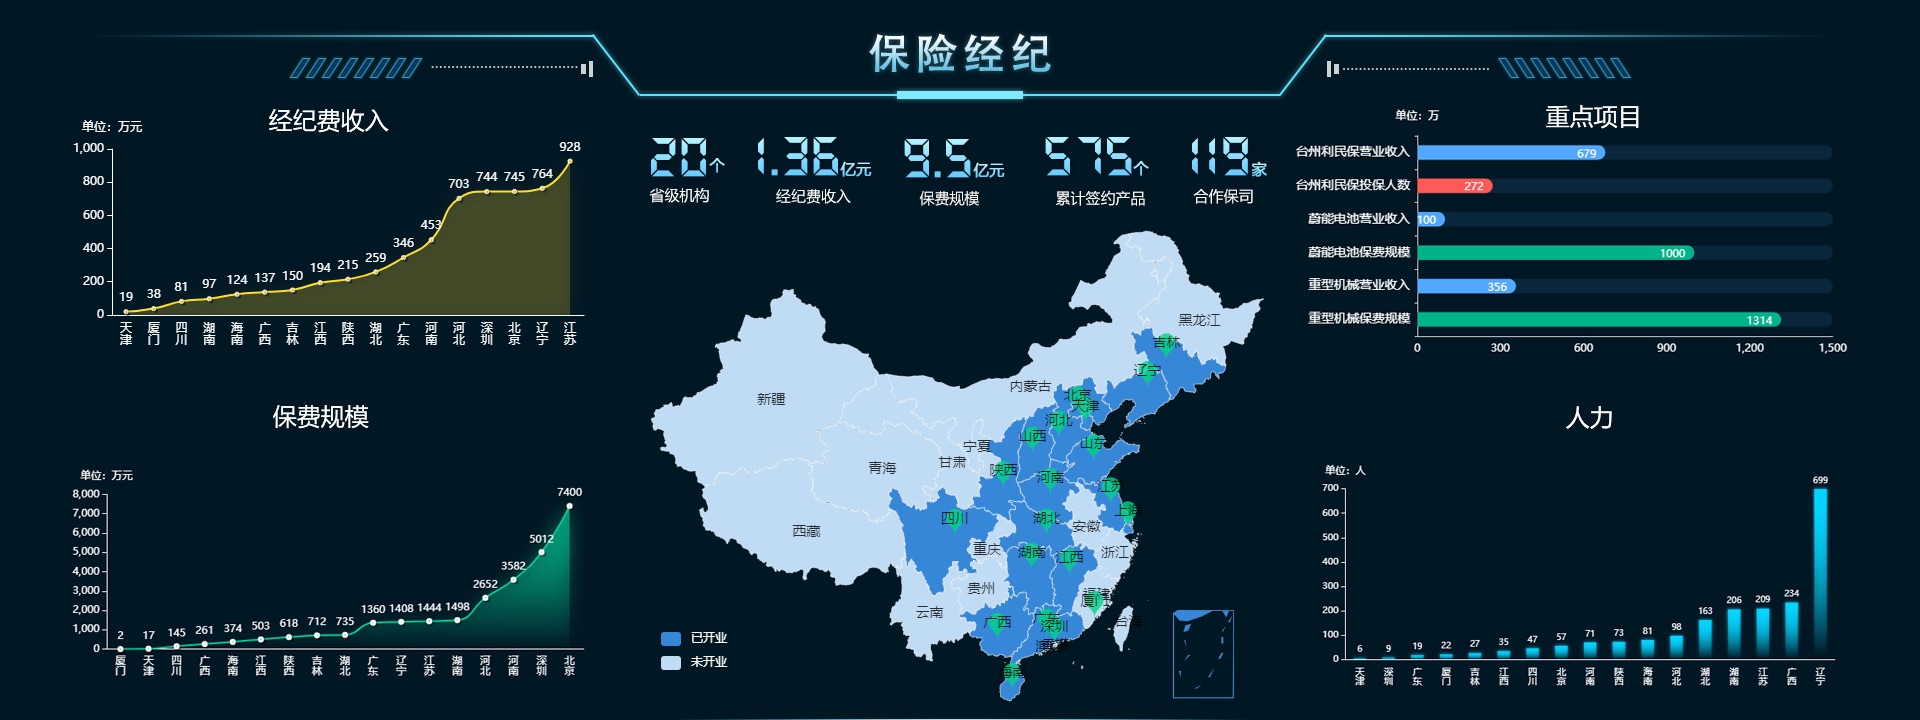 保险经纪
经纪费收入
单位：万元
1,000
800
600
400
200
0
19 38 81 97 124 137 150 194 215 259 346 453 703 744 745 764 928
天津 厦门 四川 湖南 海南 广西 吉林 江西 陕西 湖北 广东 河南 河北 深圳 北京 辽宁 江苏
保费规模
单位：万元
8,000
7,000
6,000
5,000
4,000
3,000
2,000
1,000
0
2 17 145 261 374 503 618 712 735 1360 1408 1444 1498 2652 3582 5012 7400
厦门 天津 四川 广西 海南 江西 陕西 吉林 湖北 广东 辽宁 江苏 湖南 河北 河南 深圳 北京
20个 1.36亿元 9.5亿元 575个 119家
省级机构 经纪费收入 保费规模 累计签约产品 合作保司
黑龙江
吉林
辽宁
内蒙古
北京
天津
新疆
河北
山西
山东
宁夏
甘肃
青海
陕西
河南
江苏
上海
四川
湖北
安徽
西藏
重庆
湖南
江西
浙江
贵州
福建
厦门
云南
广西
广东
深圳
台湾
海南
已开业
未开业
重点项目
单位：万
台州利民保营业收入 679
台州利民保投保人数 272
蔚能电池营业收入 100
蔚能电池保费规模 1000
重型机械营业收入 356
重型机械保费规模 1314
0 300 600 900 1,200 1,500
人力
单位：人
700
600
500
400
300
200
100
0
6 9 19 22 27 35 47 57 71 73 81 98 163 206 209 234 699
天津 深圳 广东 厦门 吉林 江西 四川 北京 河南 陕西 海南 河北 湖北 湖南 江苏 广西 辽宁